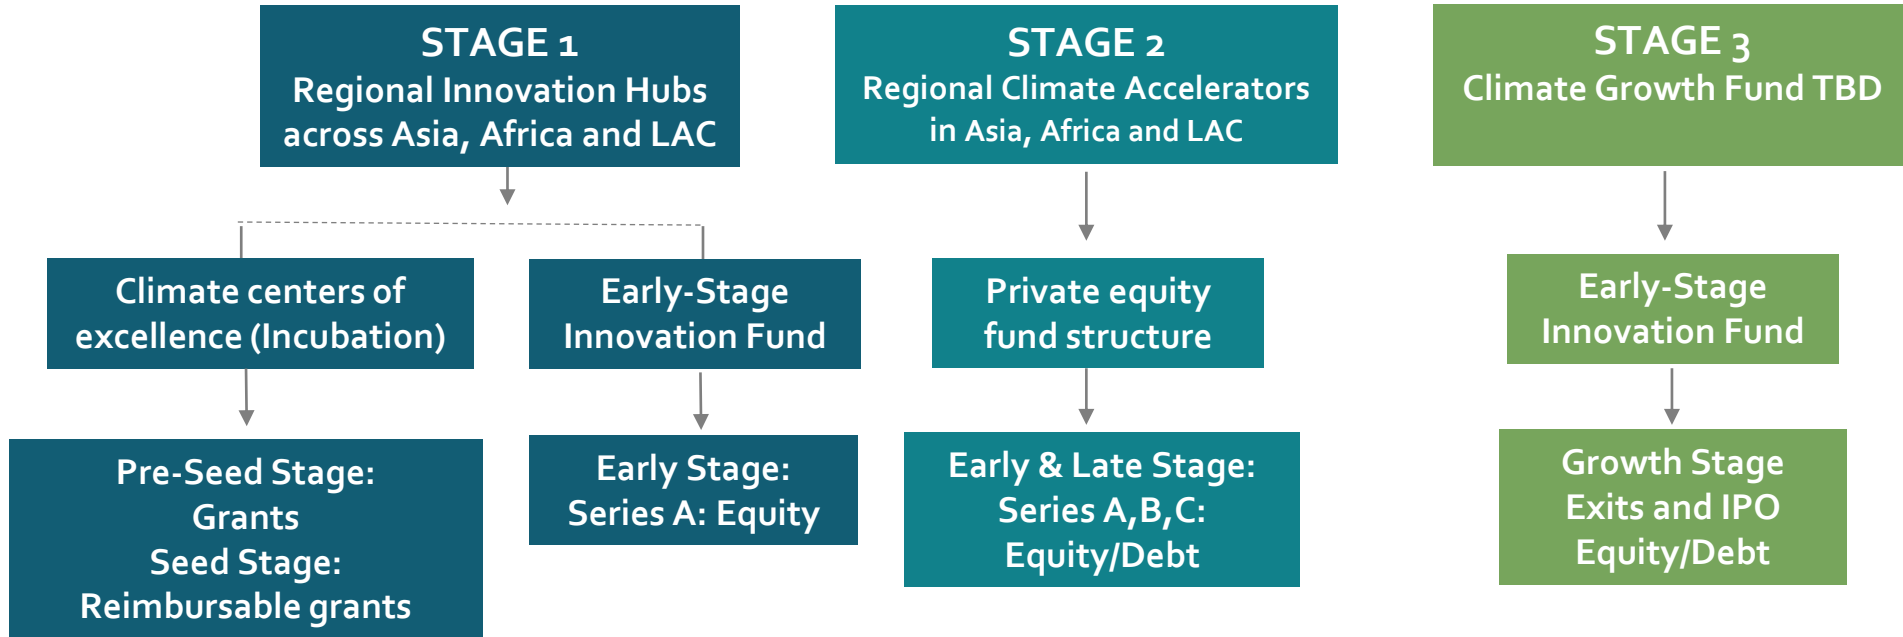 STAGE 1
Regional Innovation Hubs
across Asia, Africa and LAC
STAGE 2
Regional Climate Accelerators
in Asia, Africa and LAC
STAGE 3
Climate Growth Fund TBD
Climate centers of
excellence (Incubation)
Early-Stage
Innovation Fund
Private equity
fund structure
Early-Stage
Innovation Fund
Pre-Seed Stage:
Grants
Seed Stage:
Reimbursable grants
Early Stage:
Series A: Equity
Early & Late Stage:
Series A,B,C:
Equity/Debt
Growth Stage
Exits and IPO
Equity/Debt